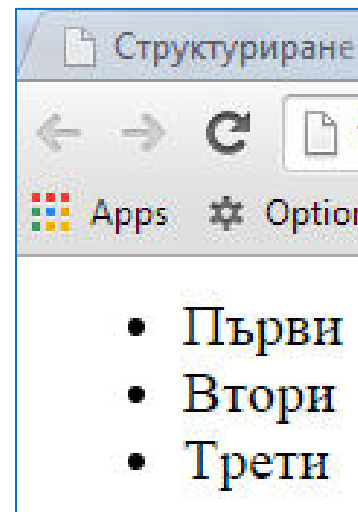 Структуриране
Apps Option
• Първи
• Втори
• Трети